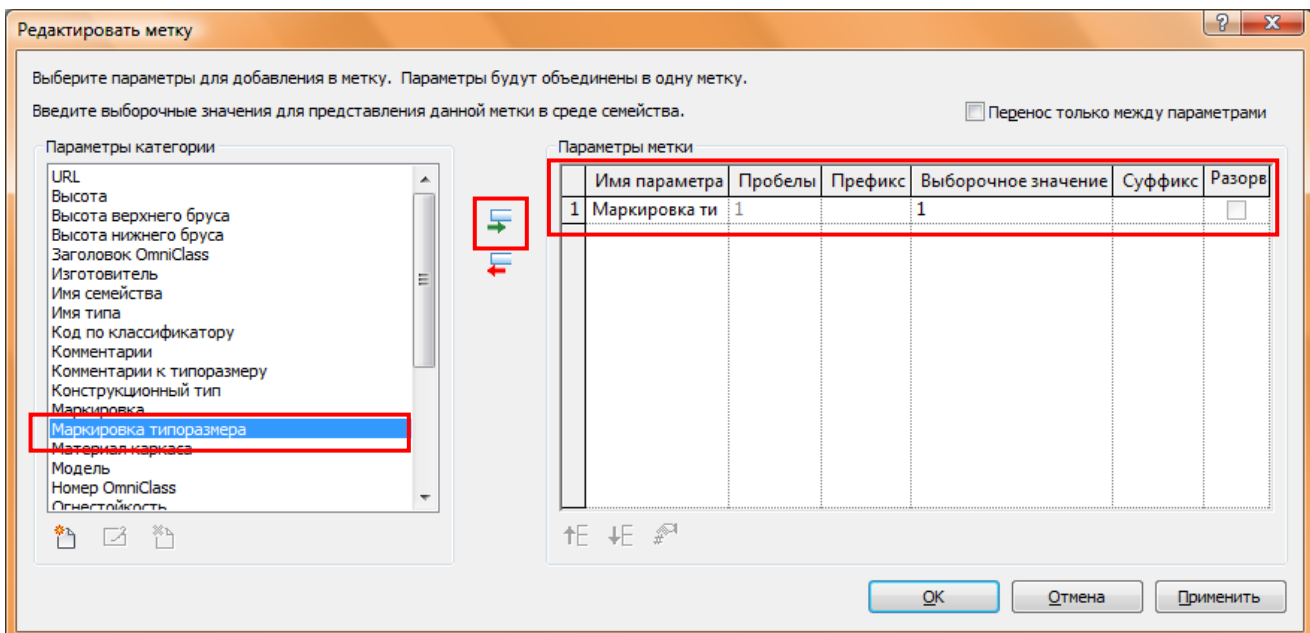 Редактировать метку
Выберите параметры для добавления в метку. Параметры будут объединены в одну метку.
Введите выборочные значения для представления данной метки в среде семейства.
Перенос только между параметрами
Параметры категории
URL
Высота
Высота верхнего бруса
Высота нижнего бруса
Заголовок OmniClass
Изготовитель
Имя семейства
Имя типа
Код по классификатору
Комментарии
Комментарии к типоразмеру
Конструкционный тип
Маркировка
Маркировка типоразмера
Материал каркаса
Модель
Номер OmniClass
Огнестойкость
Параметры метки
Имя параметра Пробелы Префикс Выборочное значение Суффикс Разорв
1 Маркировка ти 1 1
OK Отмена Применить